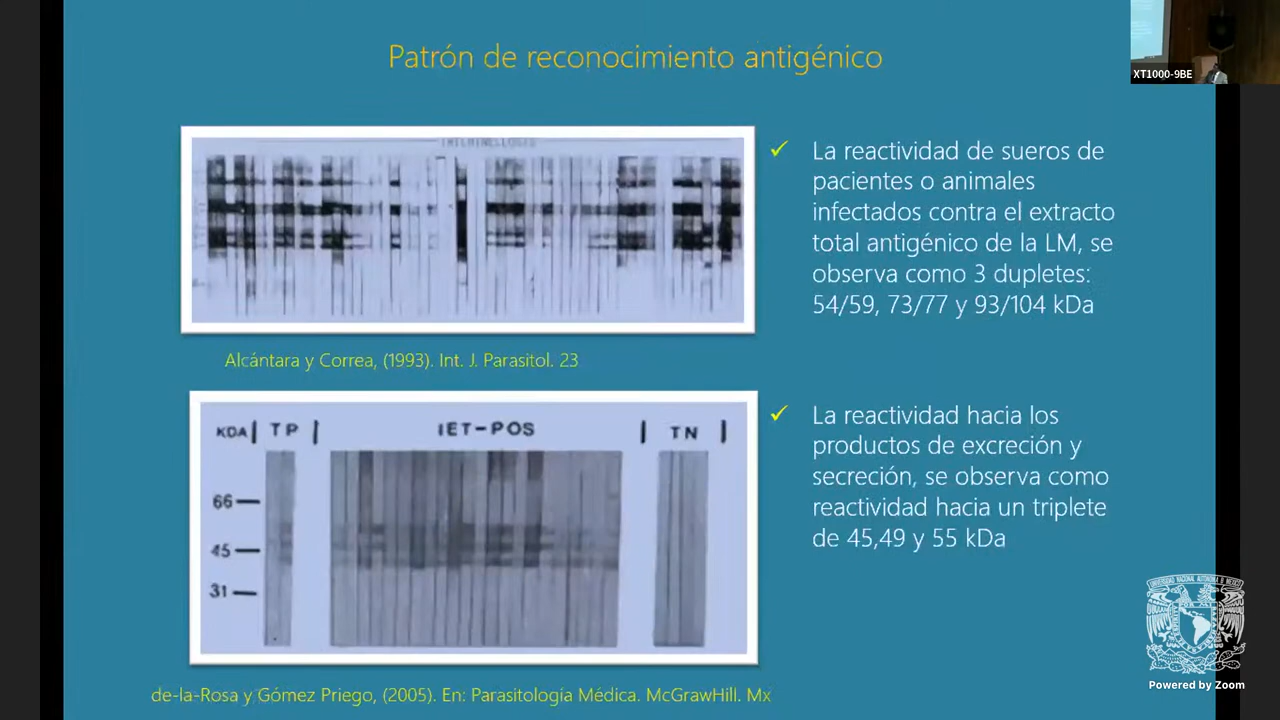 Patrón de reconocimiento antigénico
XT1000-9BE
La reactividad de sueros de
pacientes o animales
infectados contra el extracto
total antigénico de la LM, se
observa como 3 dupletes:
54/59, 73/77 y 93/104 kDa
Alcántara y Correa, (1993). Int. J. Parasitol. 23
KDA TP IET-POS TN
66
45
31
La reactividad hacia los
productos de excreción y
secreción, se observa como
reactividad hacia un triplete
de 45,49 y 55 kDa
de-la-Rosa y Gómez Priego, (2005). En: Parasitología Médica. McGrawHill. Mx
Powered by Zoom